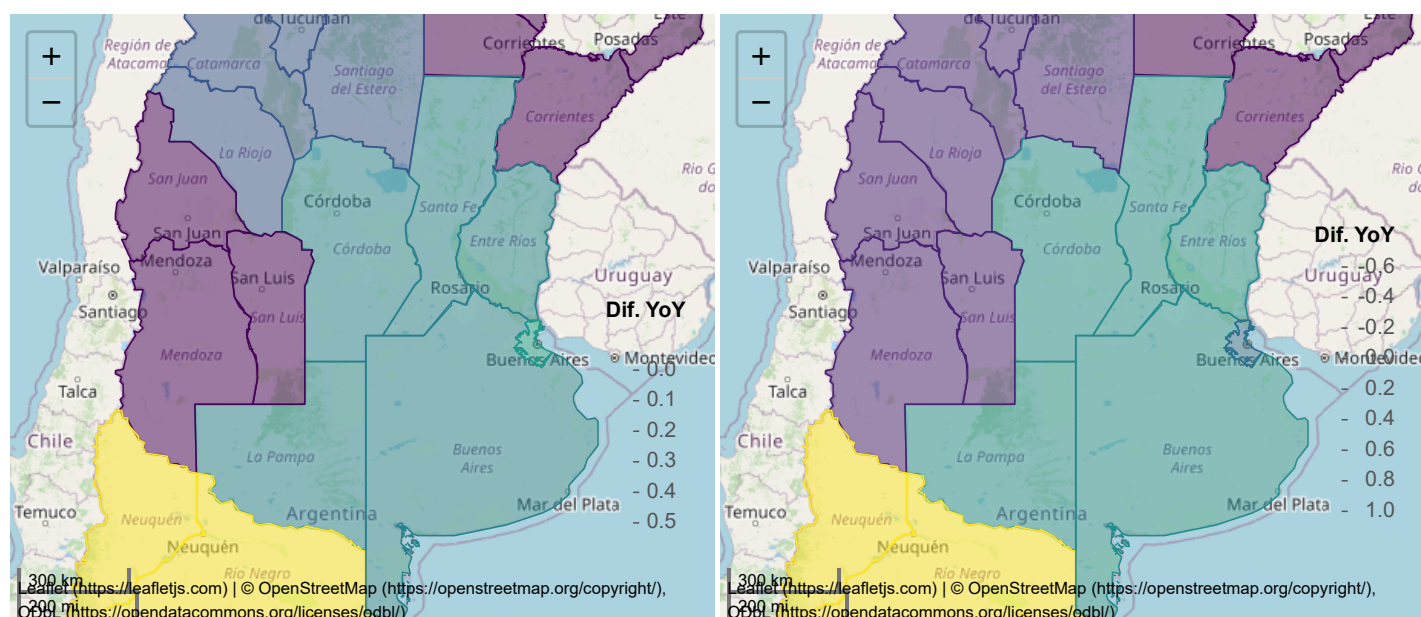 de Tucumán
Este
Región de
Atacama
Corrientes
Posadas
+
Catamarca
Santiago
del Estero
−
Corrientes
La Rioja
San Juan
Río G
do
Córdoba
Santa Fe
San Juan
Entre Ríos
Córdoba
Valparaíso
Mendoza
San Luis
Uruguay
Rosario
Santiago
San Luis
Dif. YoY
Mendoza
Buenos Aires
Montevideo
- 0.0
Talca
- 0.1
- 0.2
Chile
Buenos
Aires
La Pampa
- 0.3
- 0.4
Mar del Plata
Temuco
Neuquén
Argentina
- 0.5
Neuquén
Río Negro
300 km
Leaflet (https://leafletjs.com) | © OpenStreetMap (https://openstreetmap.org/copyright/),
200 mi
ODbL (https://opendatacommons.org/licenses/odbl/)
de Tucumán
Este
Región de
Atacama
Corrientes
Posadas
+
Catamarca
Santiago
del Estero
−
Corrientes
La Rioja
San Juan
Río G
do
Córdoba
Santa Fe
San Juan
Dif. YoY
Entre Ríos
Córdoba
Valparaíso
Mendoza
-0.6
San Luis
Uruguay
Rosario
- -0.4
Santiago
San Luis
- -0.2
Mendoza
Buenos Aires
Montevideo
0.0
Talca
- 0.2
- 0.4
Chile
Buenos
Aires
La Pampa
- 0.6
- 0.8
Mar del Plata
Temuco
Neuquén
Argentina
- 1.0
Neuquén
Río Negro
300 km
Leaflet (https://leafletjs.com) | © OpenStreetMap (https://openstreetmap.org/copyright/),
200 mi
ODbL (https://opendatacommons.org/licenses/odbl/)